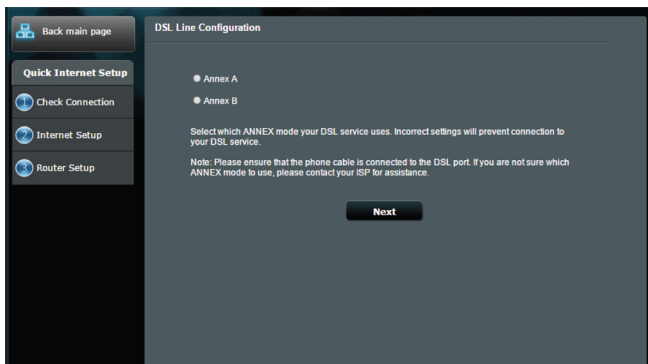 Back main page
Quick Internet Setup
1 Check Connection
2 Internet Setup
3 Router Setup
DSL Line Configuration
Annex A
Annex B
Select which ANNEX mode your DSL service uses. Incorrect settings will prevent connection to
your DSL service.
Note: Please ensure that the phone cable is connected to the DSL port. If you are not sure which
ANNEX mode to use, please contact your ISP for assistance.
Next